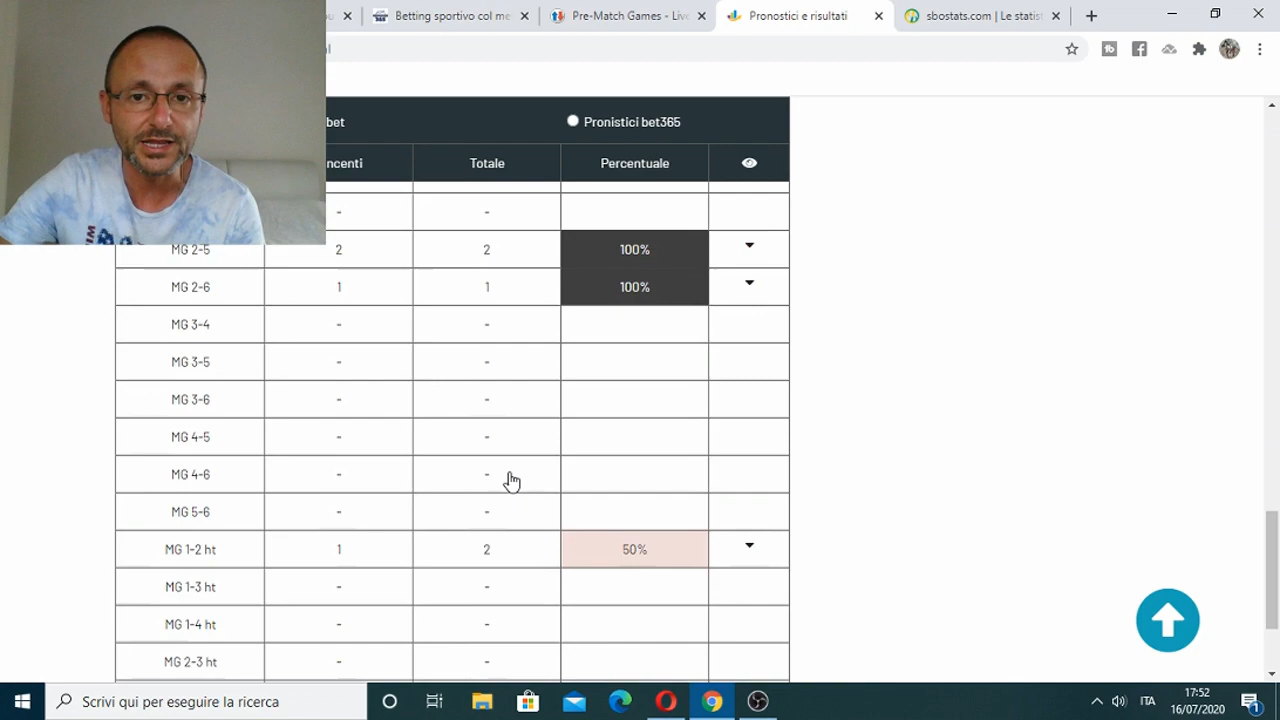 Betting sportivo col me
Pre-Match Games - Live
Pronostici e risultati
sbostats.com | Le statist
bet
Pronistici bet365
ncenti
Totale
Percentuale
- -
MG 2-5 2 2 100%
MG 2-6 1 1 100%
MG 3-4 - -
MG 3-5 - -
MG 3-6 - -
MG 4-5 - -
MG 4-6 - -
MG 5-6 - -
MG 1-2 ht 1 2 50%
MG 1-3 ht - -
MG 1-4 ht - -
MG 2-3 ht - -
Scrivi qui per eseguire la ricerca
ITA
17:52
16/07/2020